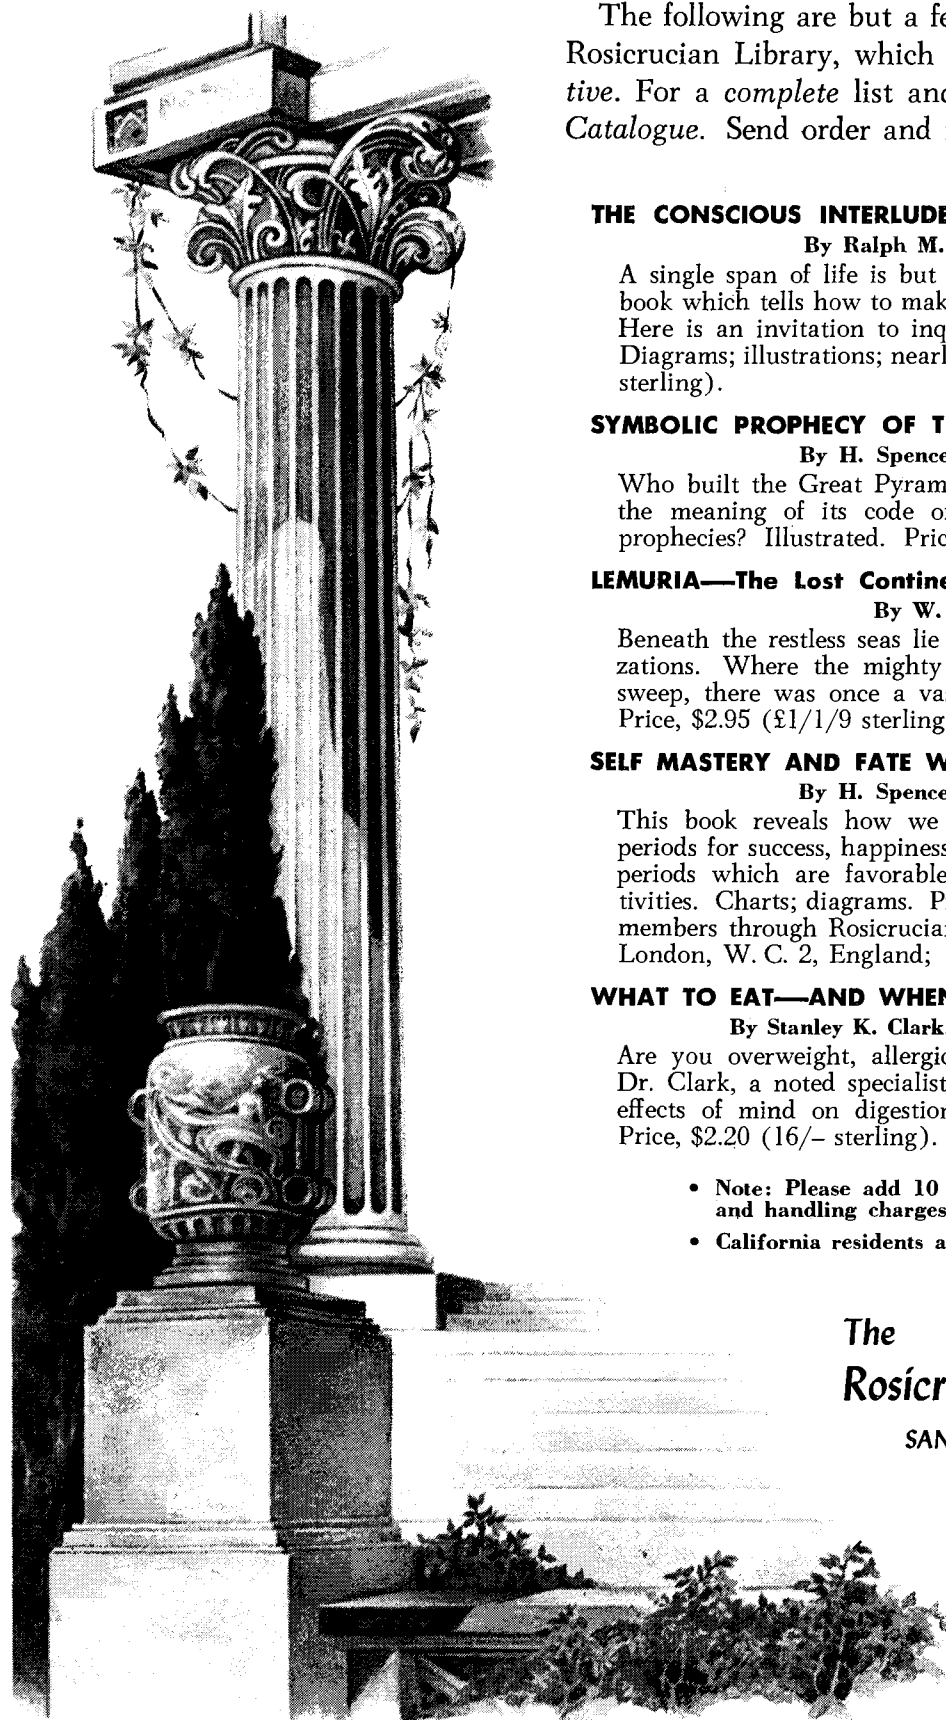 The following are but a fe
Rosicrucian Library, which
tive. For a complete list and
Catalogue. Send order and
THE CONSCIOUS INTERLUDE
By Ralph M.
A single span of life is but
book which tells how to mak
Here is an invitation to inq
Diagrams; illustrations; nearl
sterling).
SYMBOLIC PROPHECY OF T
By H. Spence
Who built the Great Pyram
the meaning of its code o
prophecies? Illustrated. Pric
LEMURIA—The Lost Contine
By W.
Beneath the restless seas lie
zations. Where the mighty
sweep, there was once a va
Price, $2.95 (£1/1/9 sterling
SELF MASTERY AND FATE W
By H. Spence
This book reveals how we
periods for success, happiness
periods which are favorable
tivities. Charts; diagrams. P
members through Rosicrucian
London, W. C. 2, England;
WHAT TO EAT—AND WHEN
By Stanley K. Clark
Are you overweight, allergic
Dr. Clark, a noted specialist
effects of mind on digestion
Price, $2.20 (16/– sterling).
• Note: Please add 10
and handling charges
• California residents a
The
Rosicr
SAN